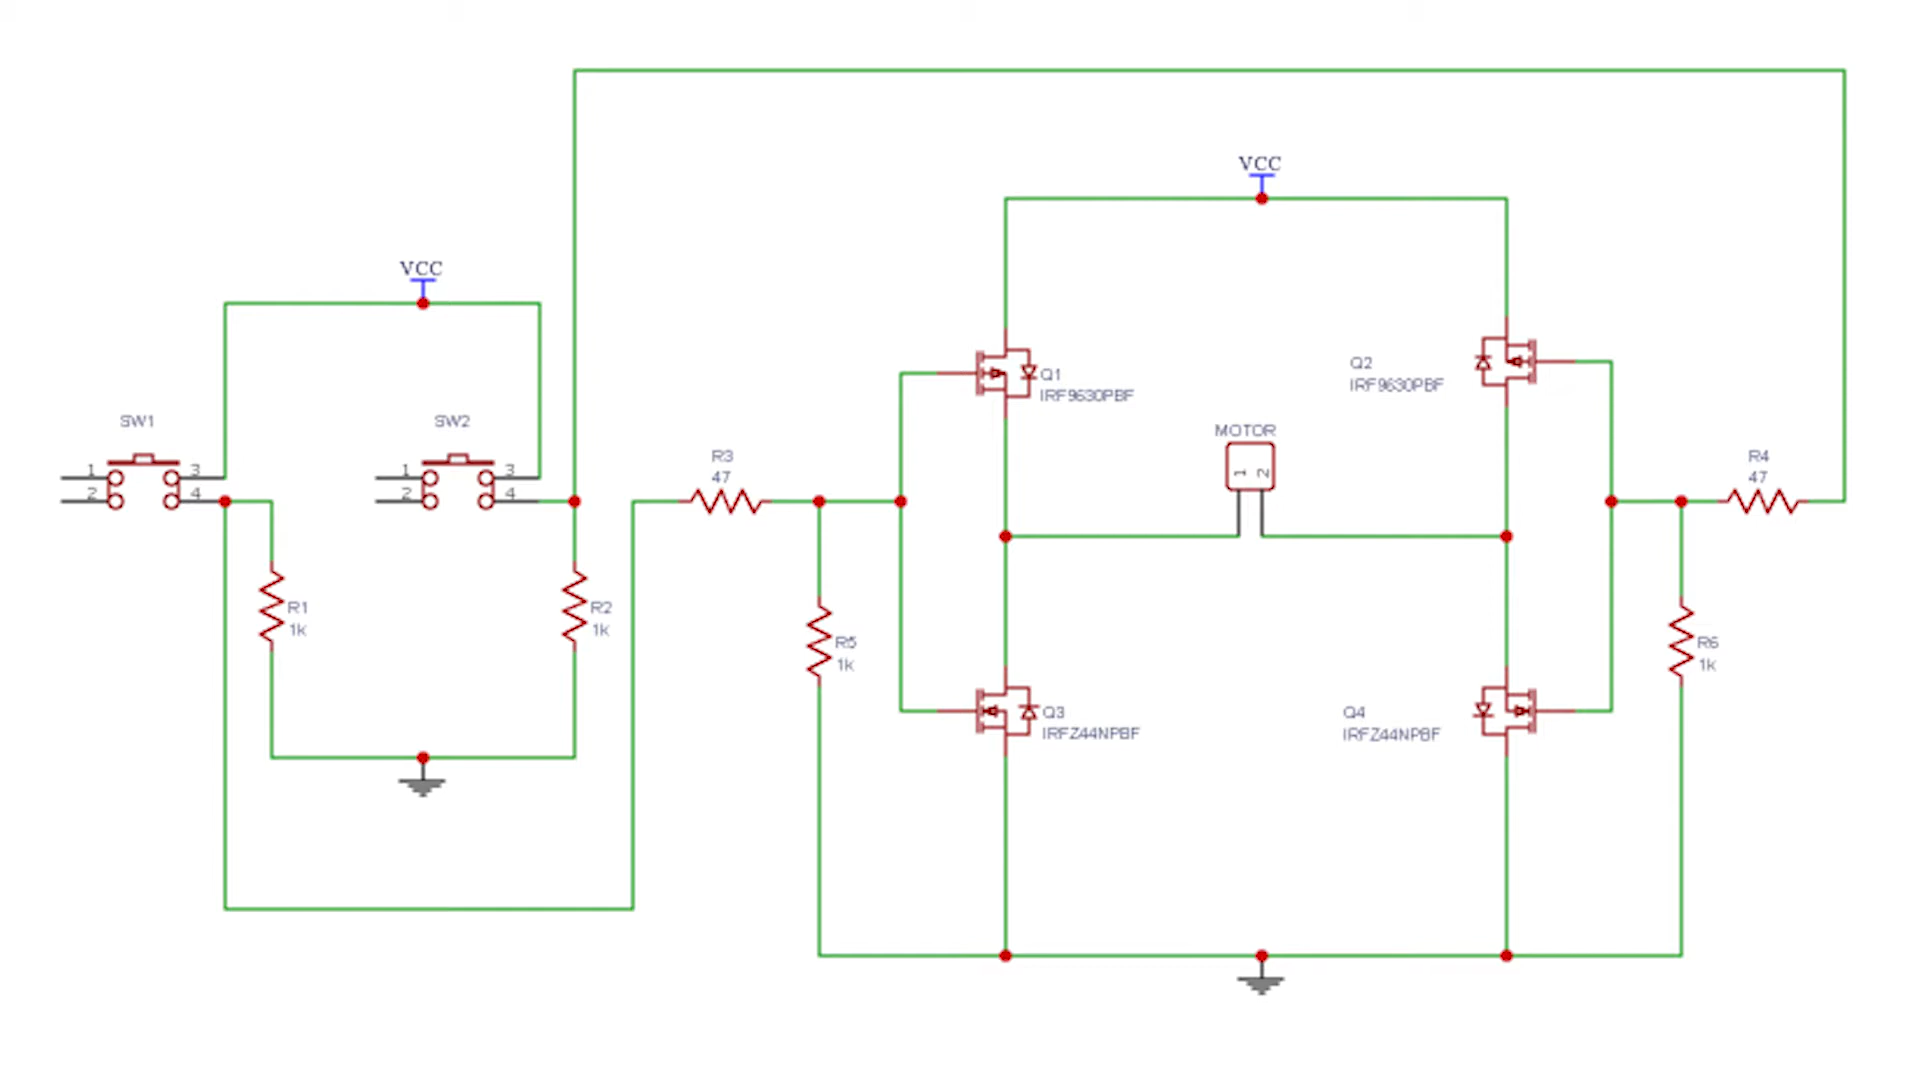 VCC
VCC
SW1
1
2
3
4
SW2
1
2
3
4
R1
1k
R2
1k
R3
47
R5
1k
Q1
IRF9630PBF
Q2
IRF9630PBF
MOTOR
1
2
R4
47
R6
1k
Q3
IRFZ44NPBF
Q4
IRFZ44NPBF